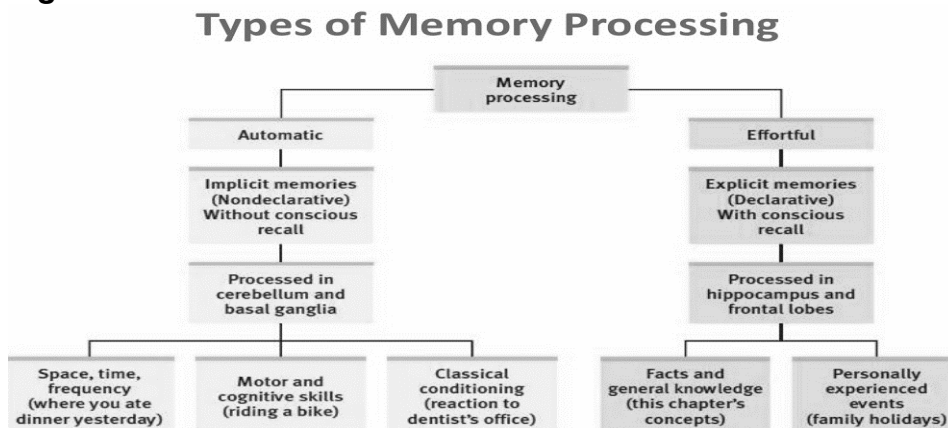 Types of Memory Processing
Memory
processing
Automatic
Effortful
Implicit memories
(Nondeclarative)
Without conscious
recall
Explicit memories
(Declarative)
With conscious
recall
Processed in
cerebellum and
basal ganglia
Processed in
hippocampus and
frontal lobes
Space, time,
frequency
(where you ate
dinner yesterday)
Motor and
cognitive skills
(riding a bike)
Classical
conditioning
(reaction to
dentist's office)
Facts and
general knowledge
(this chapter's
concepts)
Personally
experienced
events
(family holidays)